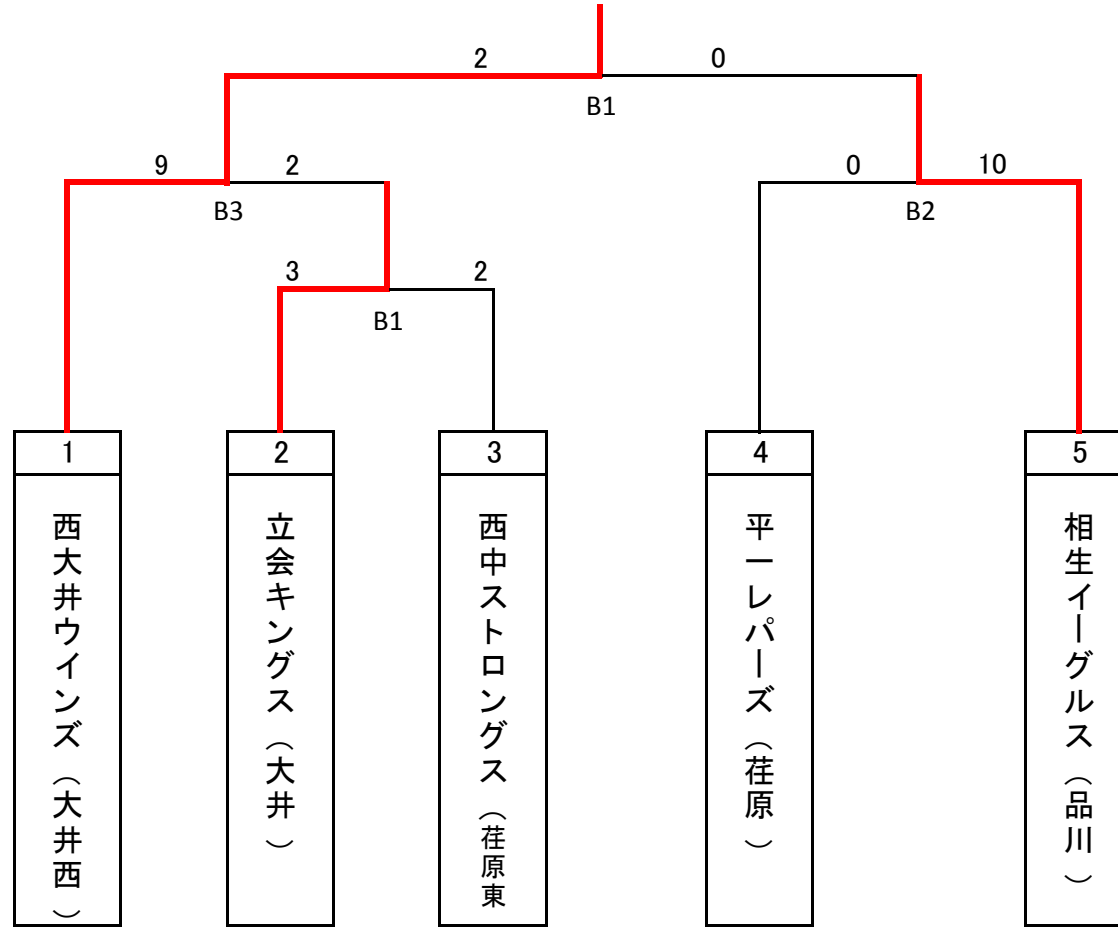 2
0
B1
9
2
0
10
B3
B2
3
2
B1
1
2
3
4
5
西大井ウインズ（大井西）
立会キングス（大井）
西中ストロングス（荏原東
平一レパーズ（荏原）
相生イーグルス（品川）